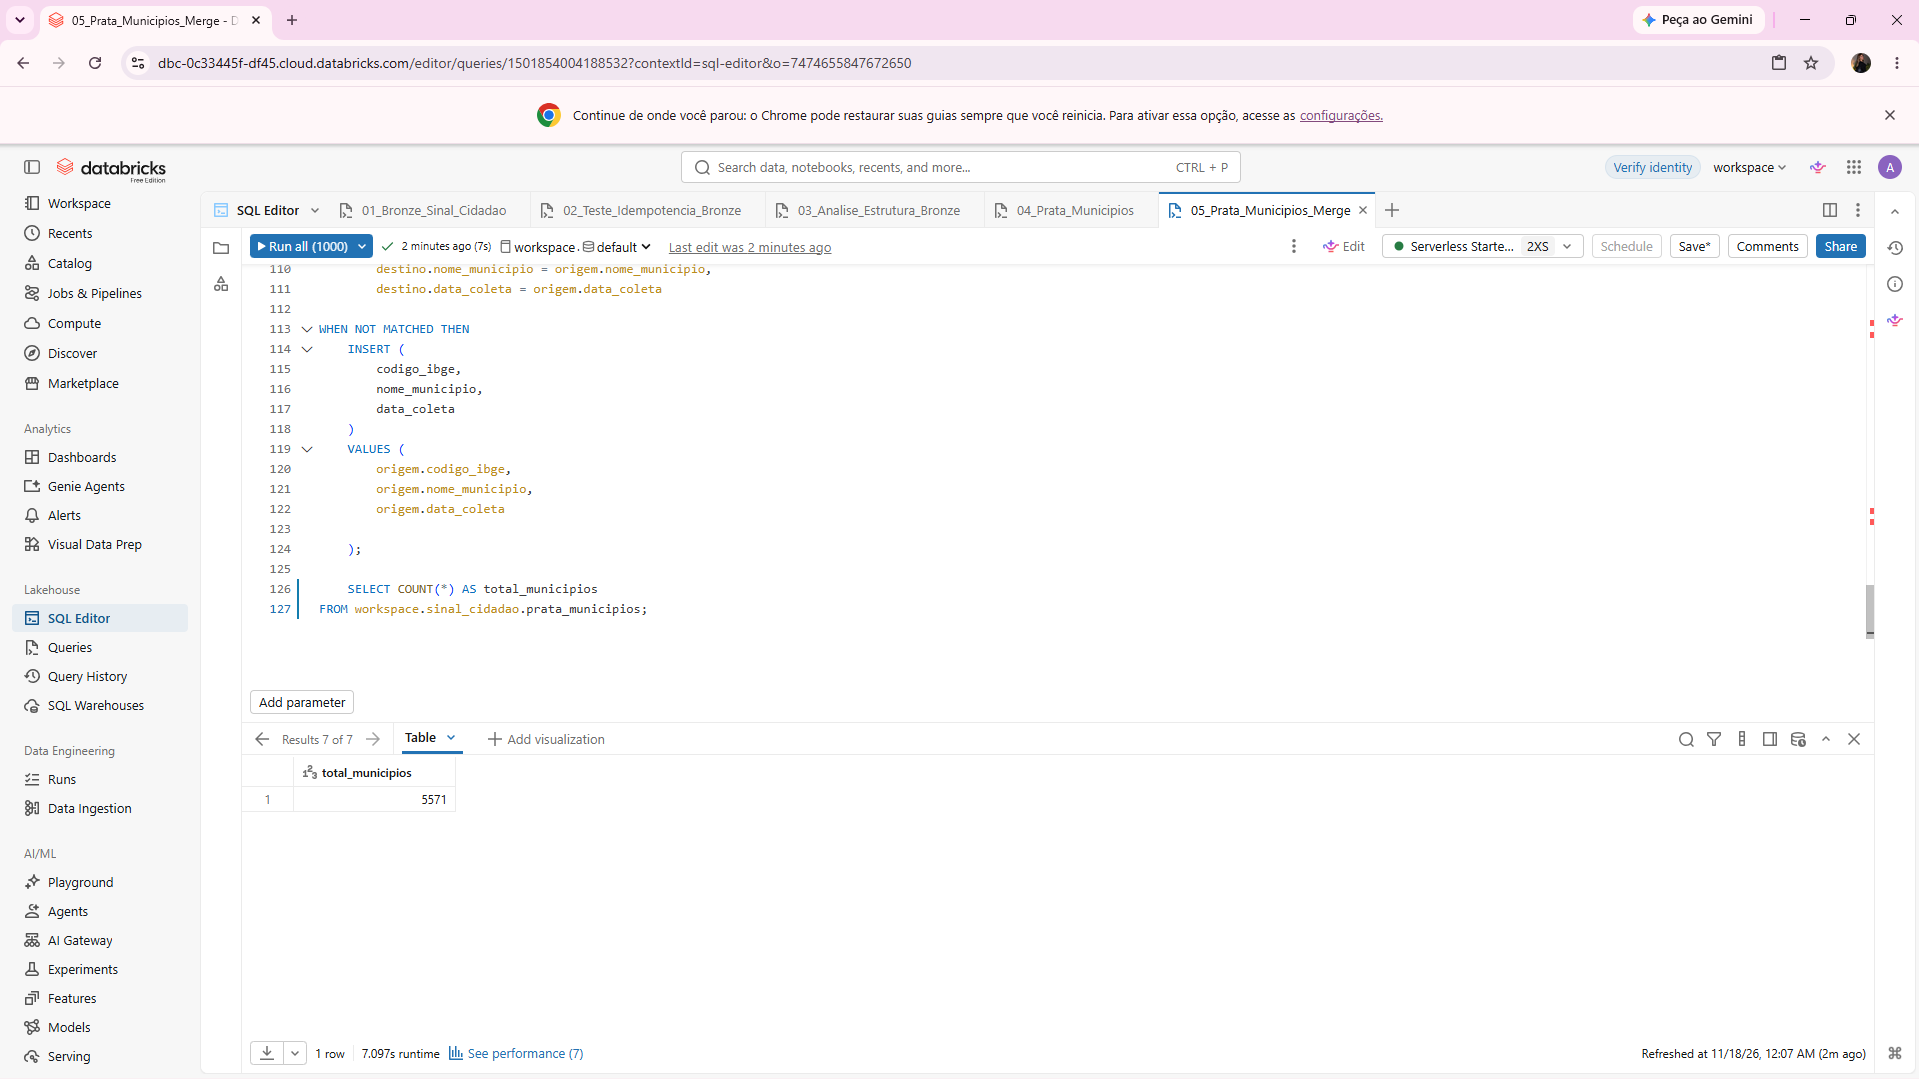 05_Prata_Municipios_Merge - D
Peça ao Gemini
dbc-0c33445f-df45.cloud.databricks.com/editor/queries/1501854004188532?contextId=sql-editor&o=7474655847672650
Continue de onde você parou: o Chrome pode restaurar suas guias sempre que você reinicia. Para ativar essa opção, acesse as configurações.
databricks
Free Edition
Search data, notebooks, recents, and more...
CTRL + P
Verify identity
workspace
A
Workspace
Recents
Catalog
Jobs & Pipelines
Compute
Discover
Marketplace
Analytics
Dashboards
Genie Agents
Alerts
Visual Data Prep
Lakehouse
SQL Editor
Queries
Query History
SQL Warehouses
Data Engineering
Runs
Data Ingestion
AI/ML
Playground
Agents
AI Gateway
Experiments
Features
Models
Serving
SQL Editor
01_Bronze_Sinal_Cidadao
02_Teste_Idempotencia_Bronze
03_Analise_Estrutura_Bronze
04_Prata_Municipios
05_Prata_Municipios_Merge
Run all (1000)
2 minutes ago (7s)
workspace.
default
Last edit was 2 minutes ago
Edit
Serverless Starte...
2XS
Schedule
Save*
Comments
Share
110 destino.nome_municipio = origem.nome_municipio,
111 destino.data_coleta = origem.data_coleta
112
113 WHEN NOT MATCHED THEN
114 INSERT (
115 codigo_ibge,
116 nome_municipio,
117 data_coleta
118 )
119 VALUES (
120 origem.codigo_ibge,
121 origem.nome_municipio,
122 origem.data_coleta
123
124 );
125
126 SELECT COUNT(*) AS total_municipios
127 FROM workspace.sinal_cidadao.prata_municipios;
Add parameter
Results 7 of 7
Table
Add visualization
123 total_municipios
1 5571
1 row
7.097s runtime
See performance (7)
Refreshed at 11/18/26, 12:07 AM (2m ago)